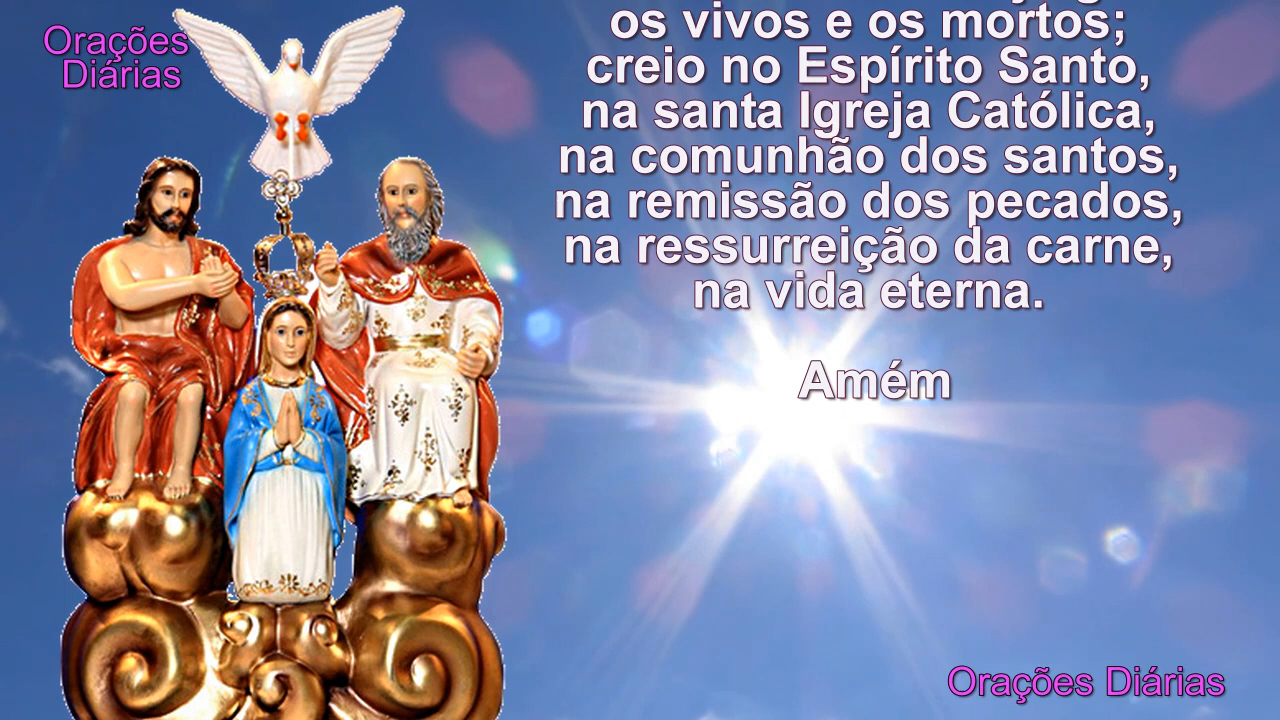 Orações
Diárias
os vivos e os mortos;
creio no Espírito Santo,
na santa Igreja Católica,
na comunhão dos santos,
na remissão dos pecados,
na ressurreição da carne,
na vida eterna.
Amém
Orações Diárias